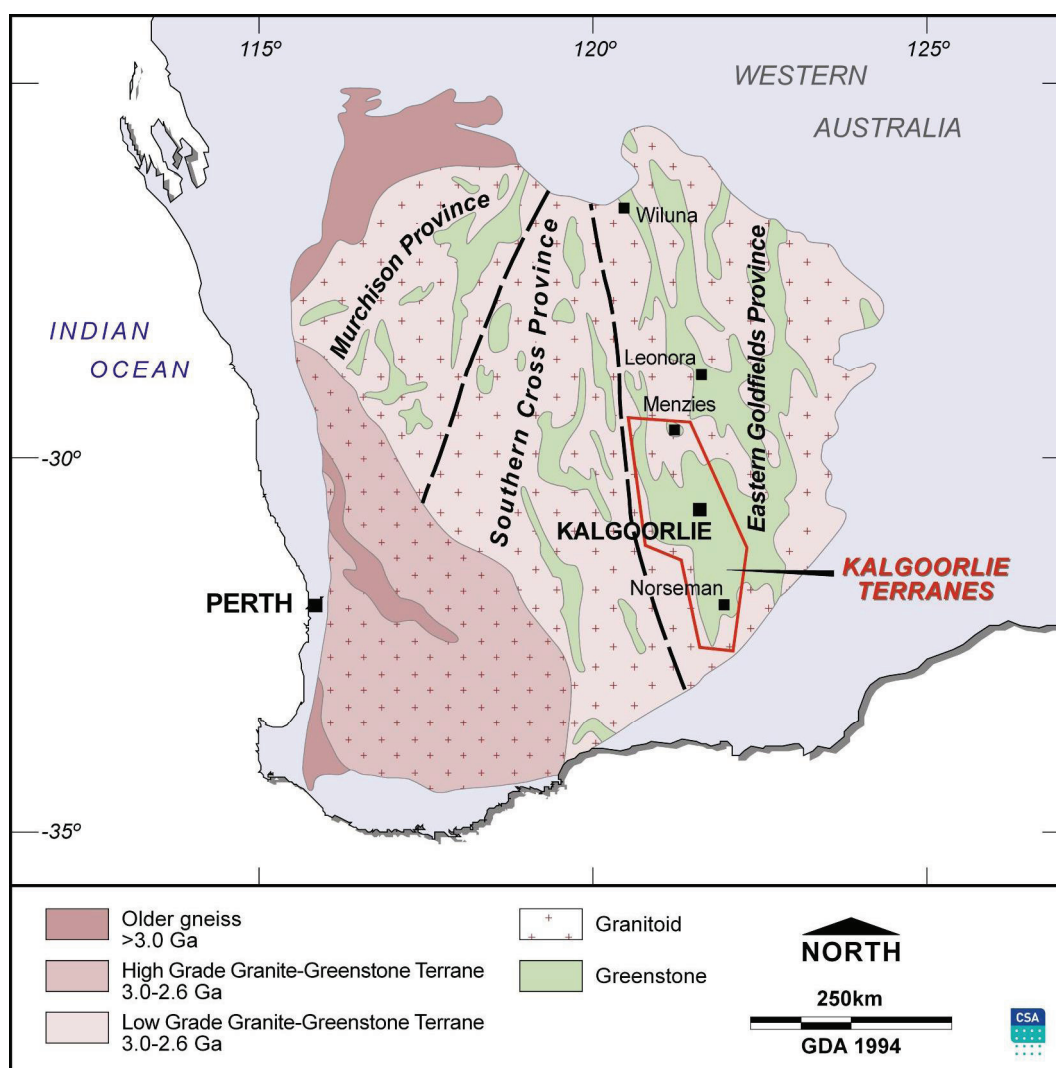 115º
120º
125º
WESTERN
AUSTRALIA
Wiluna
Murchison Province
Southern Cross Province
Eastern Goldfields Province
INDIAN
OCEAN
Leonora
Menzies
-30º
KALGOORLIE
KALGOORLIE
TERRANES
Norseman
PERTH
-35º
Older gneiss
>3.0 Ga
High Grade Granite-Greenstone Terrane
3.0-2.6 Ga
Low Grade Granite-Greenstone Terrane
3.0-2.6 Ga
Granitoid
Greenstone
NORTH
250km
GDA 1994
CSA